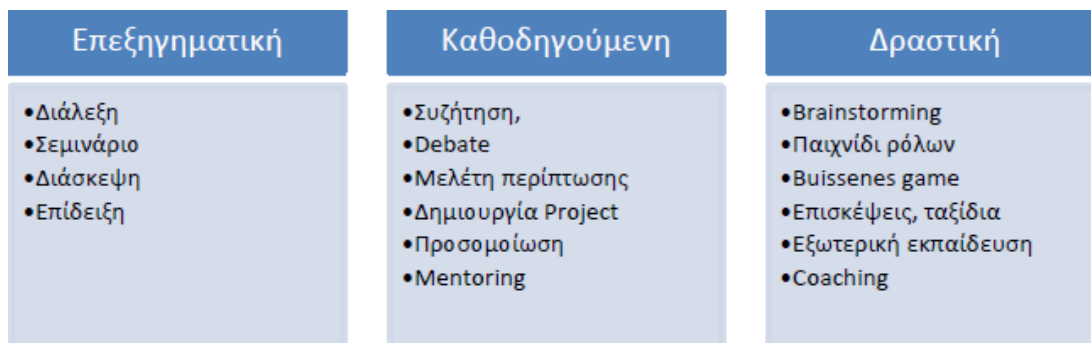 Επεξηγηματική
•Διάλεξη
•Σεμινάριο
•Διάσκεψη
•Επίδειξη
Καθοδηγούμενη
•Συζήτηση,
•Debate
•Μελέτη περίπτωσης
•Δημιουργία Project
•Προσομοίωση
•Mentoring
Δραστική
•Brainstorming
•Παιχνίδι ρόλων
•Buissenes game
•Επισκέψεις, ταξίδια
•Εξωτερική εκπαίδευση
•Coaching